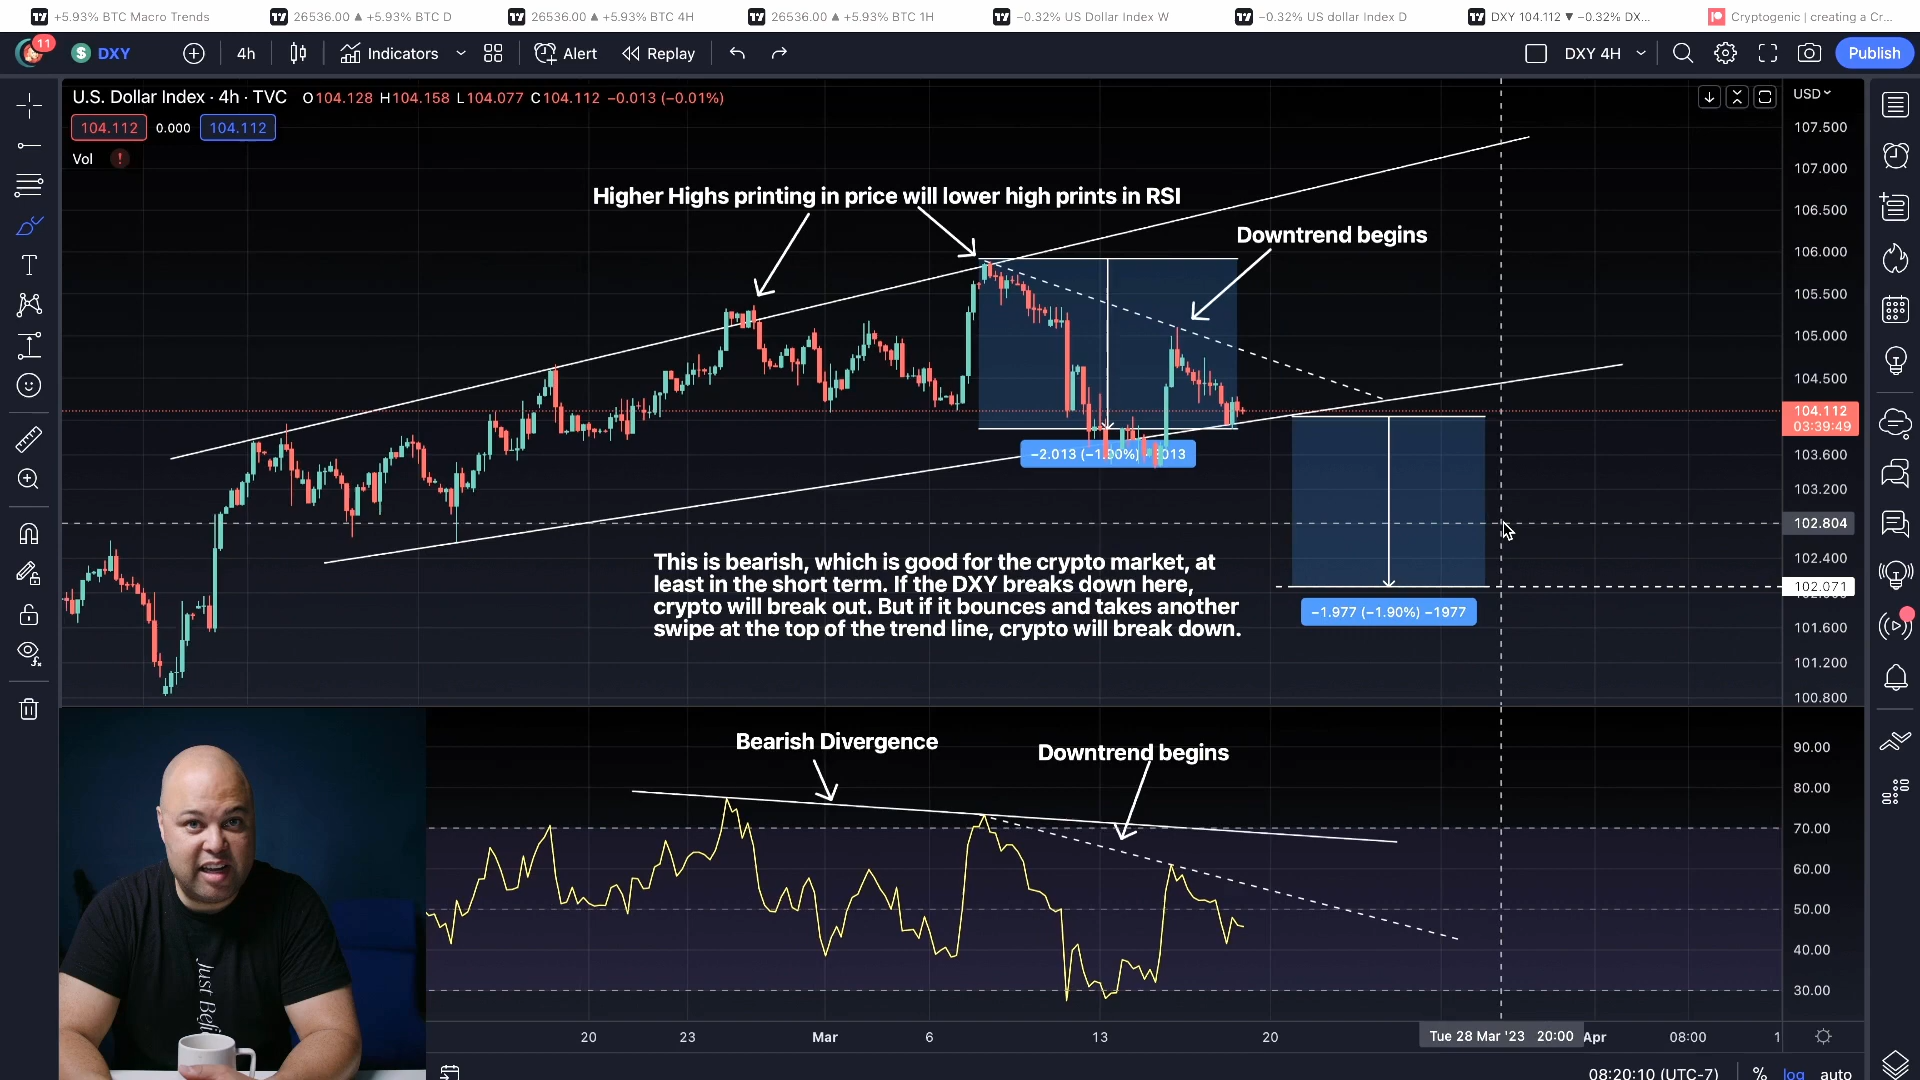 +5.93% BTC Macro Trends
26536.00 ▲ +5.93% BTC D
26536.00 ▲ +5.93% BTC 4H
26536.00 ▲ +5.93% BTC 1H
−0.32% US Dollar Index W
−0.32% US dollar Index D
DXY 104.112 ▼ −0.32% DX...
Cryptogenic | creating a Cr...
11
$ DXY
4h
Indicators
Alert
Replay
DXY 4H
Publish
U.S. Dollar Index · 4h · TVC O104.128 H104.158 L104.077 C104.112 −0.013 (−0.01%)
USD
104.112 0.000 104.112
Vol !
107.500
107.000
106.500
106.000
105.500
105.000
104.500
104.112
03:39:49
103.600
103.200
102.804
102.400
102.071
101.600
101.200
100.800
Higher Highs printing in price will lower high prints in RSI
Downtrend begins
−2.013 (−1.90%)
−1.977 (−1.90%) −1977
This is bearish, which is good for the crypto market, at
least in the short term. If the DXY breaks down here,
crypto will break out. But if it bounces and takes another
swipe at the top of the trend line, crypto will break down.
Bearish Divergence
Downtrend begins
90.00
80.00
70.00
60.00
50.00
40.00
30.00
Just
20
23
Mar
6
13
20
Tue 28 Mar '23 20:00
Apr
08:00
1
08:20:10 (UTC-7)
%
log
auto